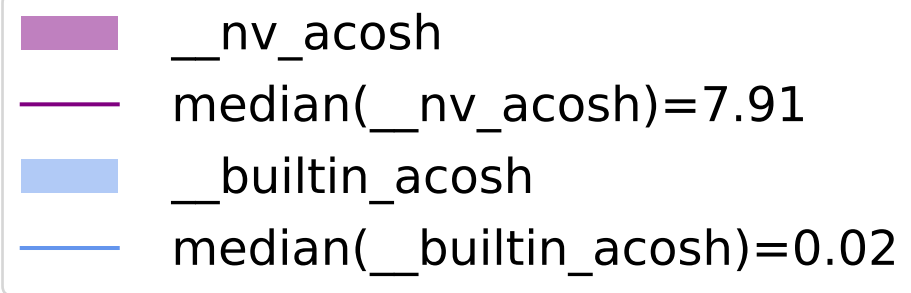 __nv_acosh
median(__nv_acosh)=7.91
__builtin_acosh
median(__builtin_acosh)=0.02